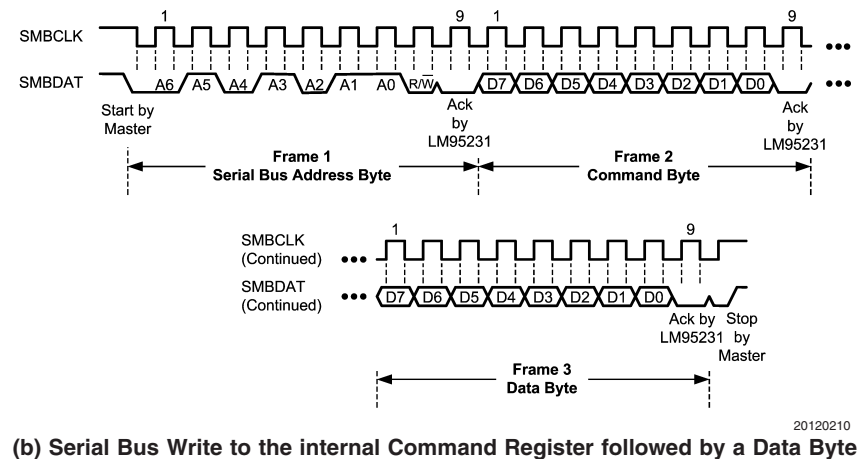 1 9 1 9
SMBCLK
SMBDAT A6 A5 A4 A3 A2 A1 A0 R/W̅ D7 D6 D5 D4 D3 D2 D1 D0
Start by
Master
Ack
by
LM95231
Ack
by
LM95231
Frame 1
Serial Bus Address Byte
Frame 2
Command Byte
1 9
SMBCLK
(Continued)
SMBDAT
(Continued)
D7 D6 D5 D4 D3 D2 D1 D0
Ack by
LM95231
Stop
by
Master
Frame 3
Data Byte
20120210
(b) Serial Bus Write to the internal Command Register followed by a Data Byte